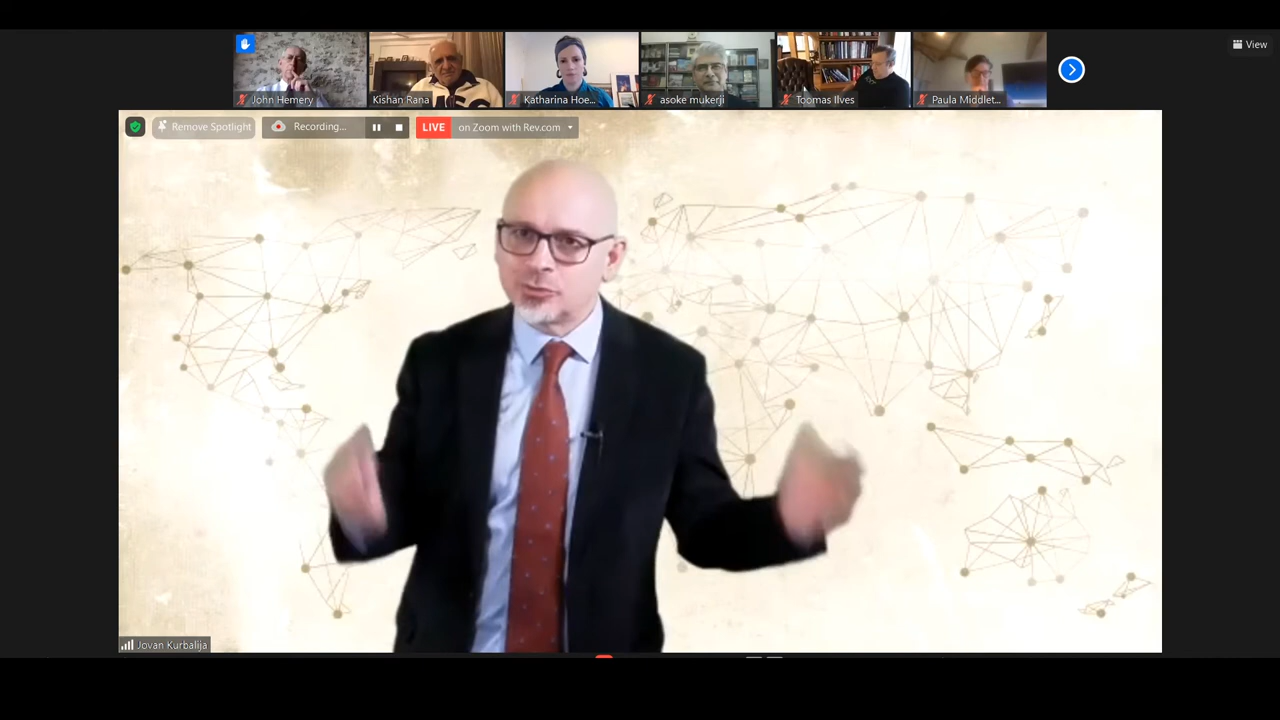 View
John Hemery
Kishan Rana
Katharina Hoe...
asoke mukerji
Toomas Ilves
Paula Middlet...
Remove Spotlight
Recording...
LIVE
on Zoom with Rev.com
Jovan Kurbalija